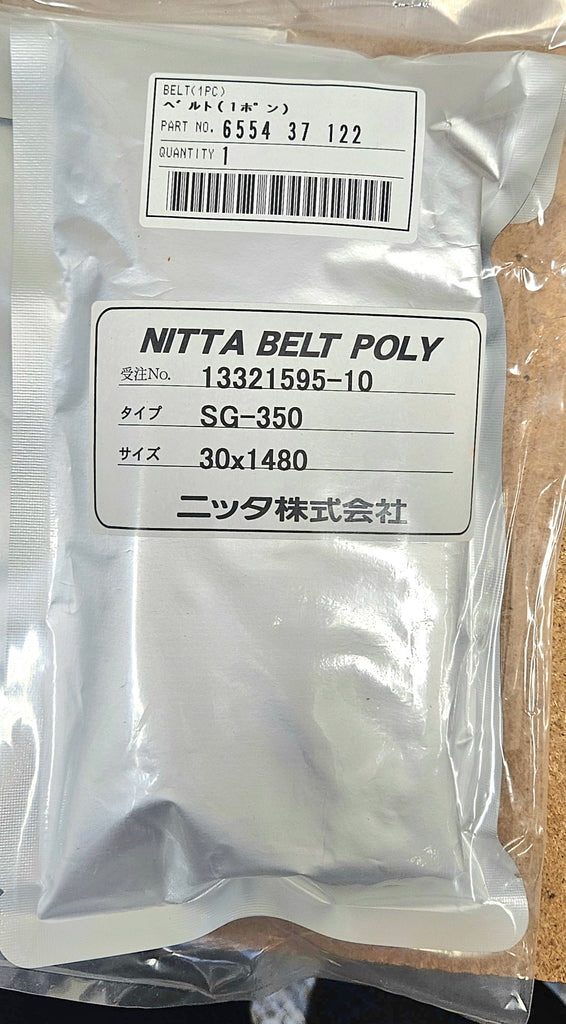 BELT(1PC)
ベルト(1ポン)
PART NO. 6554 37 122
QUANTITY 1
NITTA BELT POLY
受注No. 13321595-10
タイプ SG-350
サイズ 30x1480
ニッタ株式会社